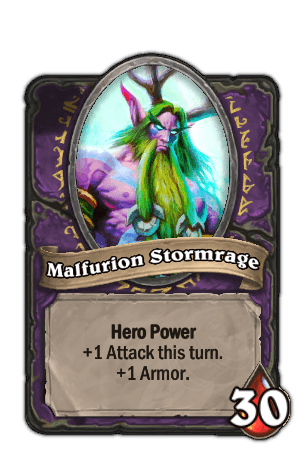 Malfurion Stormrage
Hero Power
+1 Attack this turn.
+1 Armor.
30